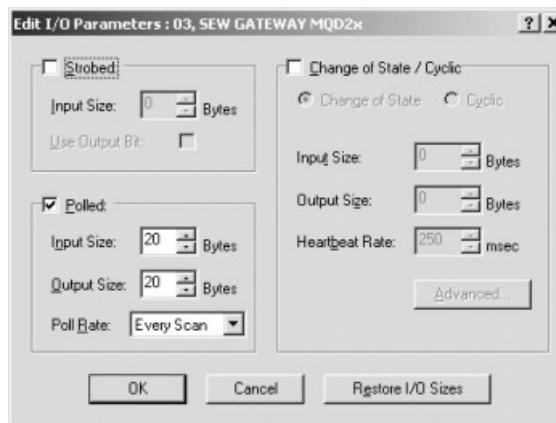 Edit I/O Parameters : 03, SEW GATEWAY MQD2x
Strobed:
Input Size: 0 Bytes
Use Output Bit:
Polled:
Input Size: 20 Bytes
Output Size: 20 Bytes
Poll Rate: Every Scan
Change of State / Cyclic
Change of State Cyclic
Input Size: 0 Bytes
Output Size: 0 Bytes
Heartbeat Rate: 250 msec
Advanced...
OK Cancel Restore I/O Sizes